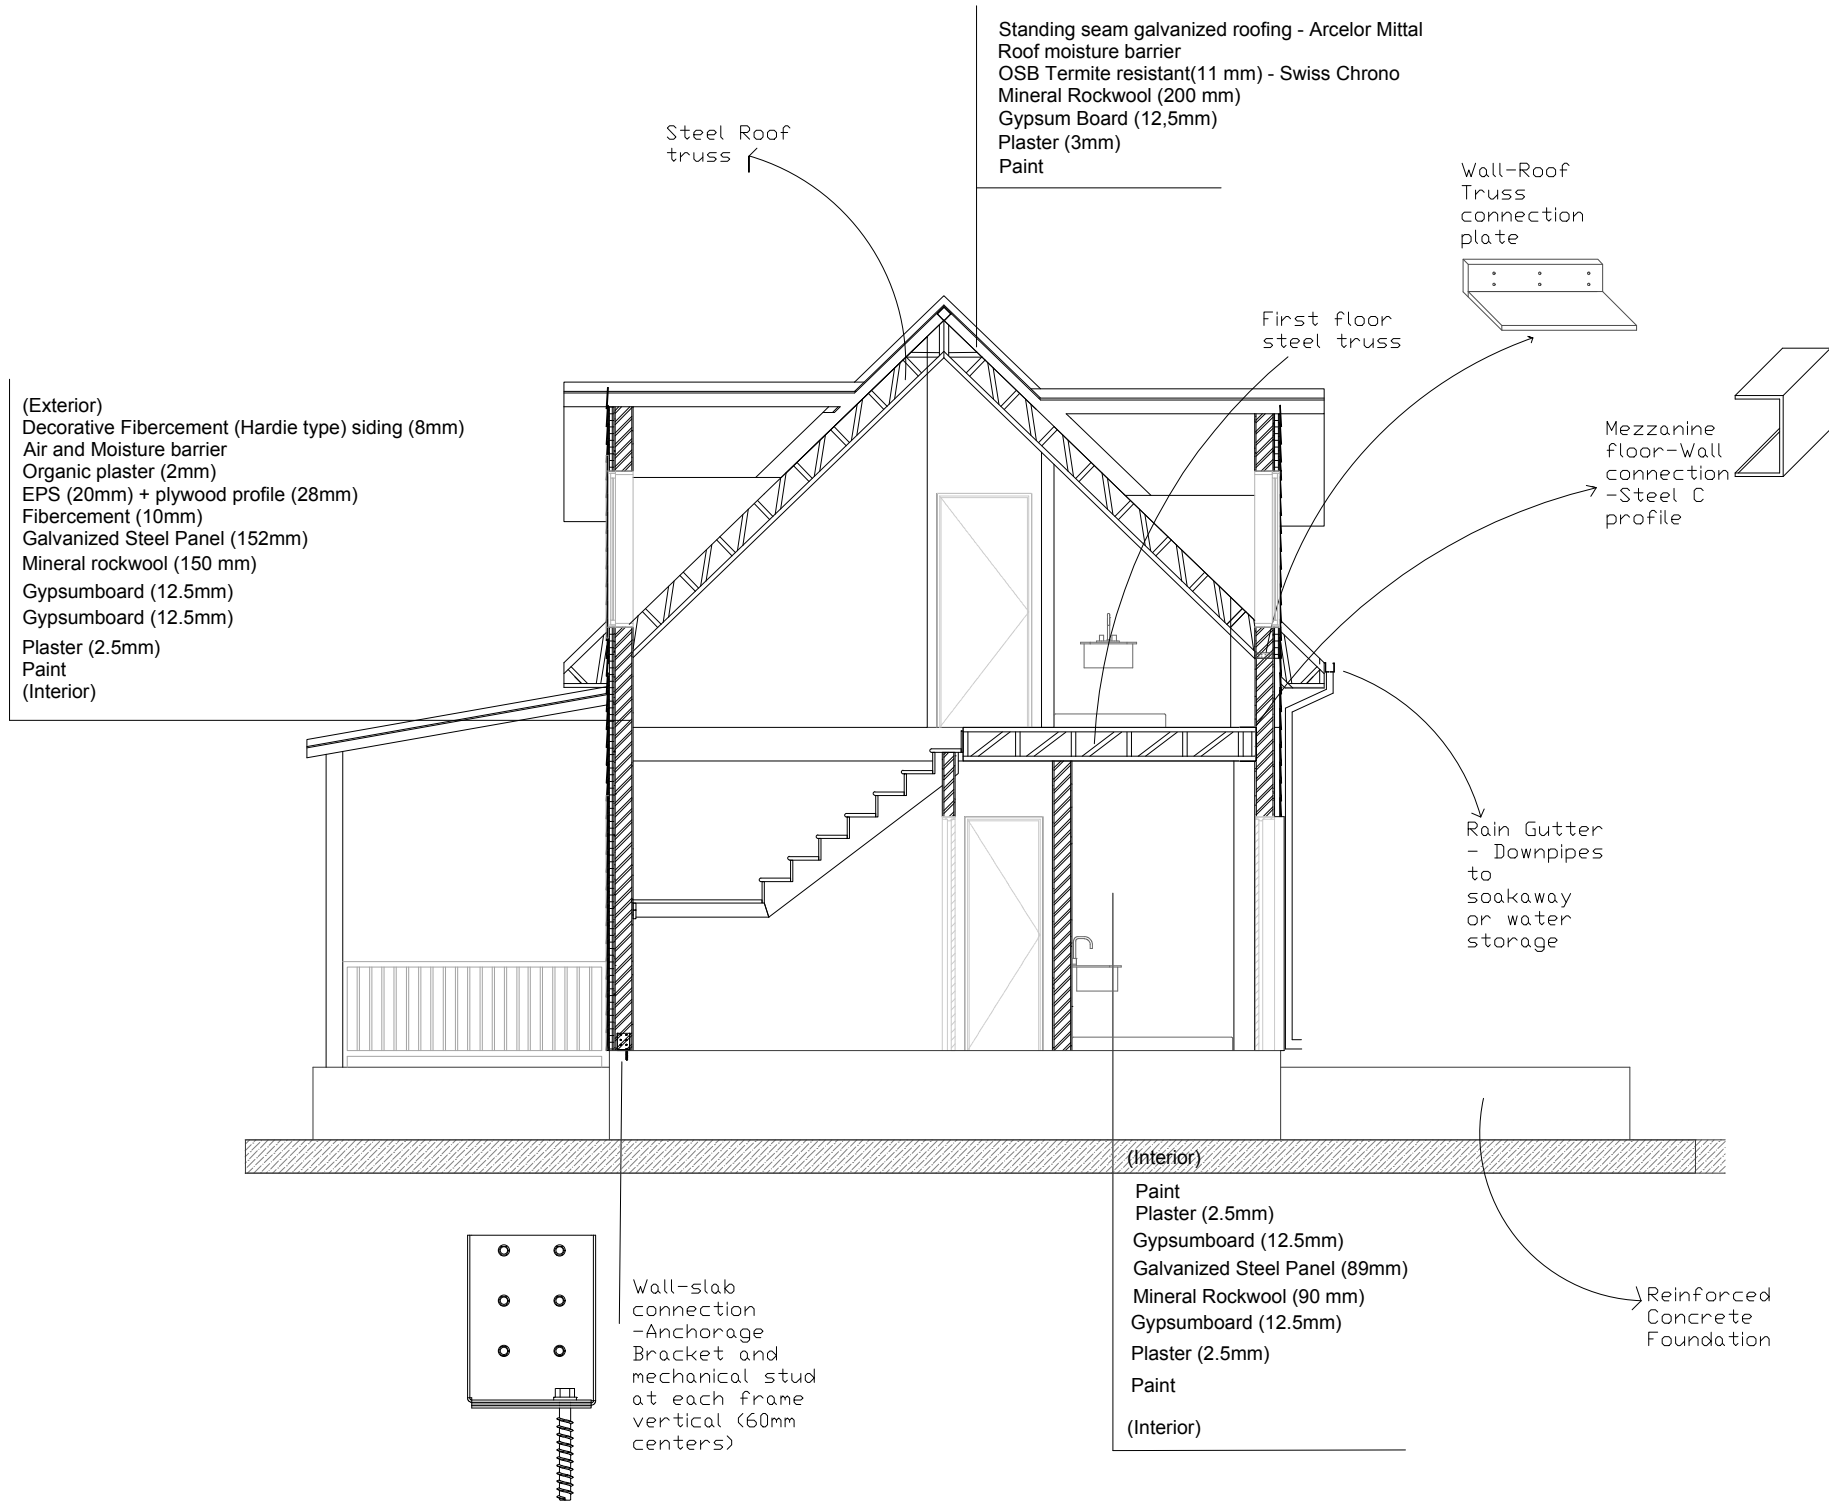 Standing seam galvanized roofing - Arcelor Mittal
Roof moisture barrier
OSB Termite resistant(11 mm) - Swiss Chrono
Mineral Rockwool (200 mm)
Gypsum Board (12,5mm)
Plaster (3mm)
Paint
Steel Roof
truss
Wall-Roof
Truss
connection
plate
First floor
steel truss
(Exterior)
Decorative Fibercement (Hardie type) siding (8mm)
Air and Moisture barrier
Organic plaster (2mm)
EPS (20mm) + plywood profile (28mm)
Fibercement (10mm)
Galvanized Steel Panel (152mm)
Mineral rockwool (150 mm)
Gypsumboard (12.5mm)
Gypsumboard (12.5mm)
Plaster (2.5mm)
Paint
(Interior)
Mezzanine
floor-Wall
connection
-Steel C
profile
Rain Gutter
- Downpipes
to
soakaway
or water
storage
(Interior)
Paint
Plaster (2.5mm)
Gypsumboard (12.5mm)
Galvanized Steel Panel (89mm)
Mineral Rockwool (90 mm)
Gypsumboard (12.5mm)
Plaster (2.5mm)
Paint
(Interior)
Wall-slab
connection
-Anchorage
Bracket and
mechanical stud
at each frame
vertical (60mm
centers)
Reinforced
Concrete
Foundation